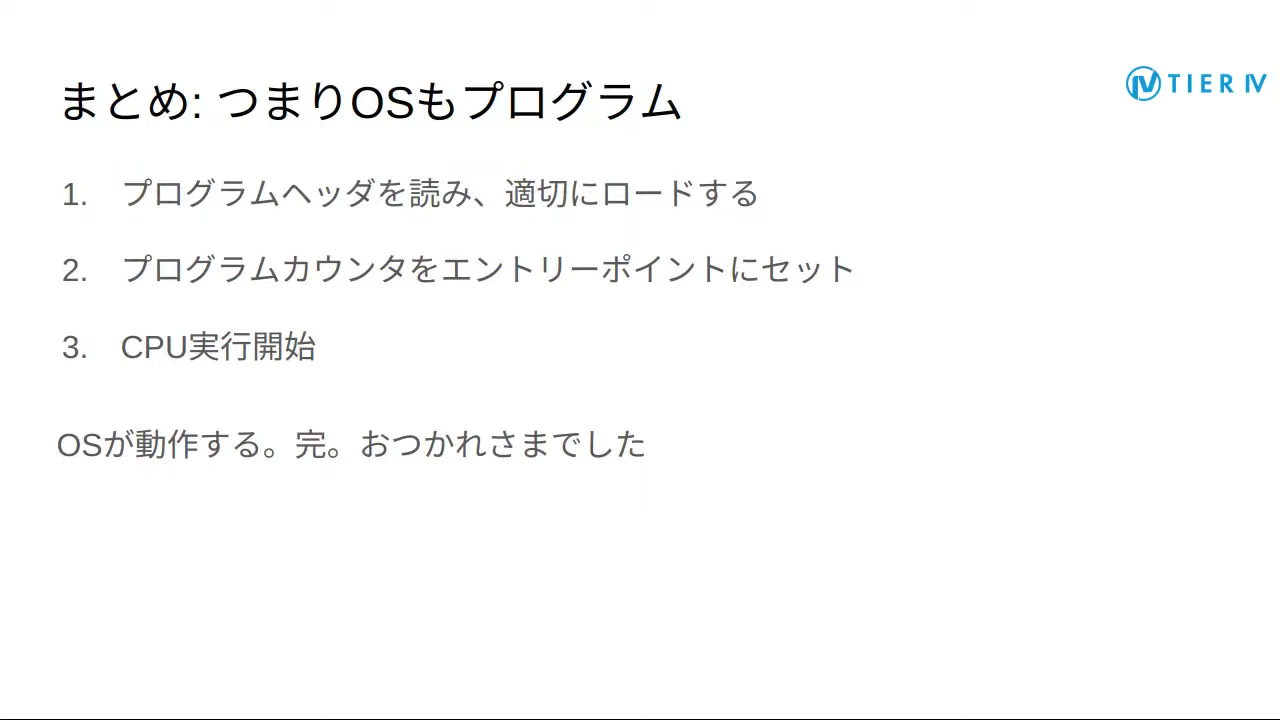 まとめ: つまりOSもプログラム
TIER IV
1. プログラムヘッダを読み、適切にロードする
2. プログラムカウンタをエントリーポイントにセット
3. CPU実行開始
OSが動作する。完。おつかれさまでした